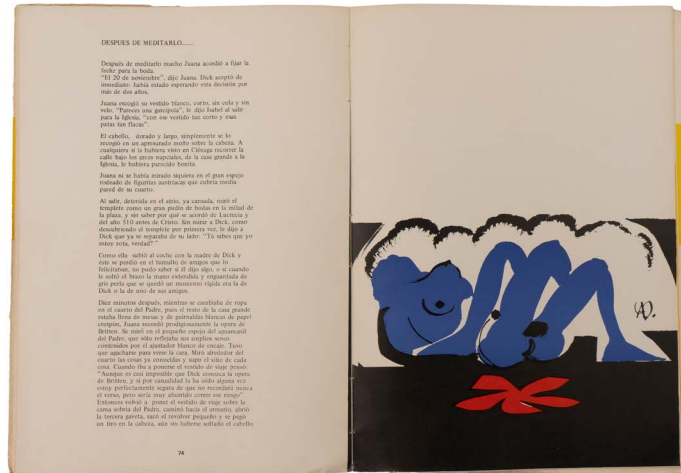 DESPUES DE MEDITARLO.......
Después de meditarlo mucho Juana accordió a fijar la
fecha para la boda.
"El 20 de noviembre", dijo Juana. Dick aceptó de
inmediato: había estado esperando esta decisión por
más de dos años.
Juana escogió su vestido blanco, corto, sin cola y sin
velo. "Pareces una garcipola", le dijo Isabel al salir
para la Iglesia, "con ese vestido tan corto y esas
patas tan flacas".
El cabello, dorado y largo, simplemente se lo
recogió en un apresurado moño sobre la cabeza. A
cualquiera si la hubiera visto en Ciénaga recorrer la
calle bajo los arcos nupciales, de la casa grande a la
Iglesia, le hubiera parecido bonita.
Juana ni se había mirado siquiera en el gran espejo
rodeado de figuritas austríacas que cubría media
pared de su cuarto.
Al salir, detenida en el atrio, ya cansada, miró el
templete como un gran pudín de bodas en la mitad de
la plaza, y sin saber por qué se acordó de Lucrecia y
del año 510 antes de Cristo. Sin mirar a Dick, como
descubriendo el templete por primera vez, le dijo a
Dick que ya se separaba de su lado: "Tú sabes que yo
estoy rota, verdad?"
Como ella subió al coche con la madre de Dick y
éste se perdió en el tumulto de amigos que lo
felicitaban, no pudo saber si él dijo algo, o si cuando
le soltó el brazo la mano extendida y enguantada de
gris perla que se quedó un momento rígida era la de
Dick o la de uno de sus amigos.
Diez minutos después, mientras se cambiaba de ropa
en el cuarto del Padre, pues el resto de la casa grande
estaba llena de mesas y de guirnaldas blancas de papel
crespón, Juana recordó prodigiosamente la opera de
Britten. Se miró en el pequeño espejo del aguamanil
del Padre, que sólo reflejaba sus amplios senos
contenidos por el ajustador blanco de encaje. Tuvo
que agacharse para verse la cara. Miró alrededor del
cuarto las cosas ya conocidas y supo el sitio de cada
cosa. Cuando iba a ponerse el vestido de viaje pensó:
"Aunque es casi imposible que Dick conozca la opera
de Britten, y si por casualidad la ha oído alguna vez
estoy perfectamente segura de que no recordará nunca
el verso, pero sería muy aburrido correr ese riesgo".
Entonces volvió a poner el vestido de viaje sobre la
cama sobria del Padre, caminó hacia el armario, abrió
la tercera gaveta, sacó el revolver pequeño y se pegó
un tiro en la cabeza, aún sin haberse soltado el cabello
74